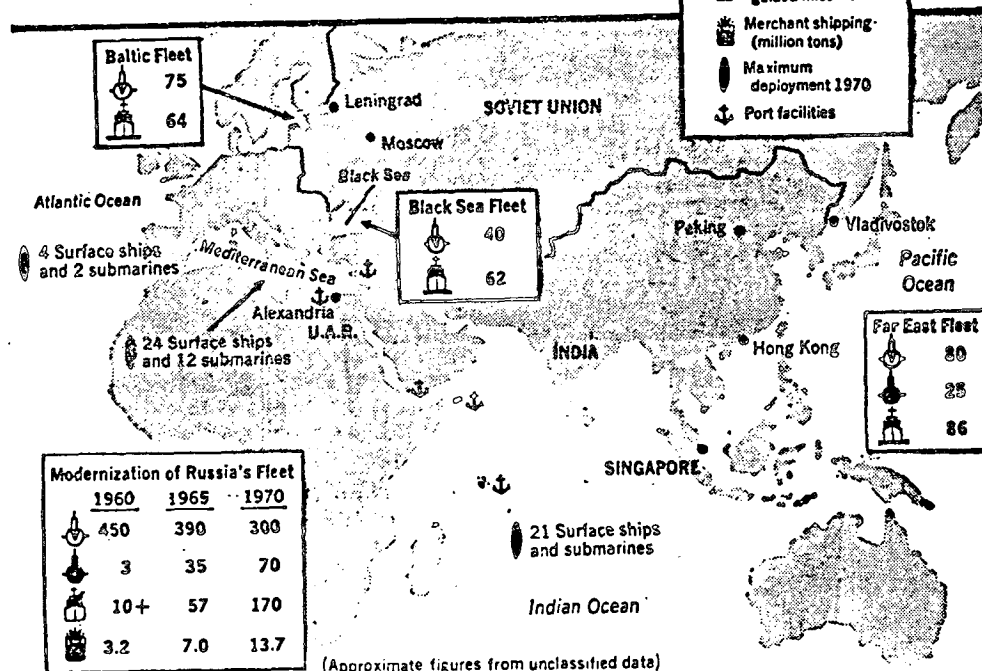 Merchant shipping-
(million tons)
Maximum
deployment 1970
Port facilities
Baltic Fleet
75
64
Leningrad
SOVIET UNION
Moscow
Black Sea
Atlantic Ocean
Black Sea Fleet
40
62
Peking
Vladivostok
Pacific
Ocean
4 Surface ships
and 2 submarines
Mediterranean Sea
Alexandria
U.A.R.
24 Surface ships
and 12 submarines
INDIA
Hong Kong
Far East Fleet
80
25
86
SINGAPORE
Modernization of Russia's Fleet
1960 1965 1970
450 390 300
3 35 70
10+ 57 170
3.2 7.0 13.7
21 Surface ships
and submarines
Indian Ocean
(Approximate figures from unclassified data)